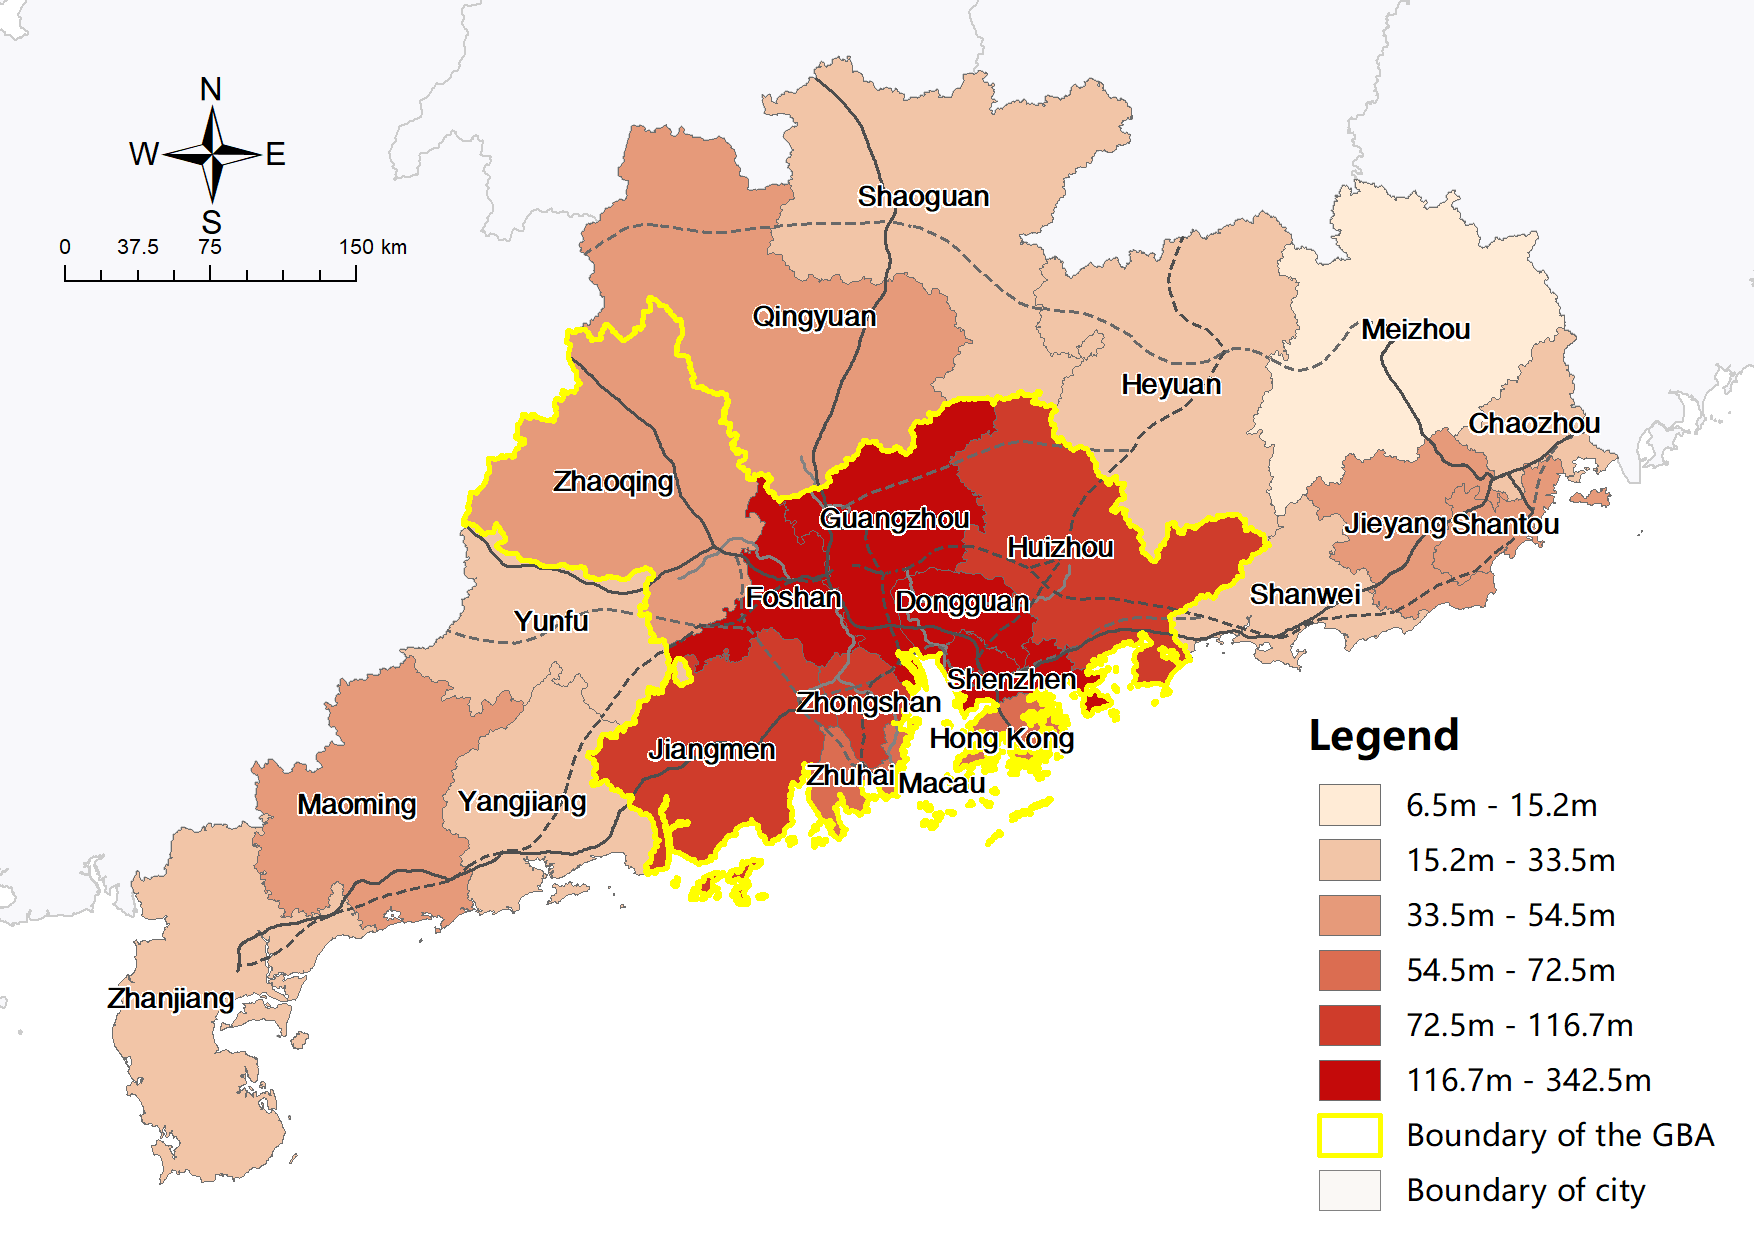 N
W E
S
0 37.5 75 150 km
Shaoguan
Qingyuan
Meizhou
Heyuan
Chaozhou
Zhaoqing
Guangzhou
Jieyang Shantou
Huizhou
Foshan
Dongguan
Shanwei
Yunfu
Shenzhen
Zhongshan
Hong Kong
Jiangmen
Zhuhai
Macau
Maoming
Yangjiang
Zhanjiang
Legend
6.5m - 15.2m
15.2m - 33.5m
33.5m - 54.5m
54.5m - 72.5m
72.5m - 116.7m
116.7m - 342.5m
Boundary of the GBA
Boundary of city